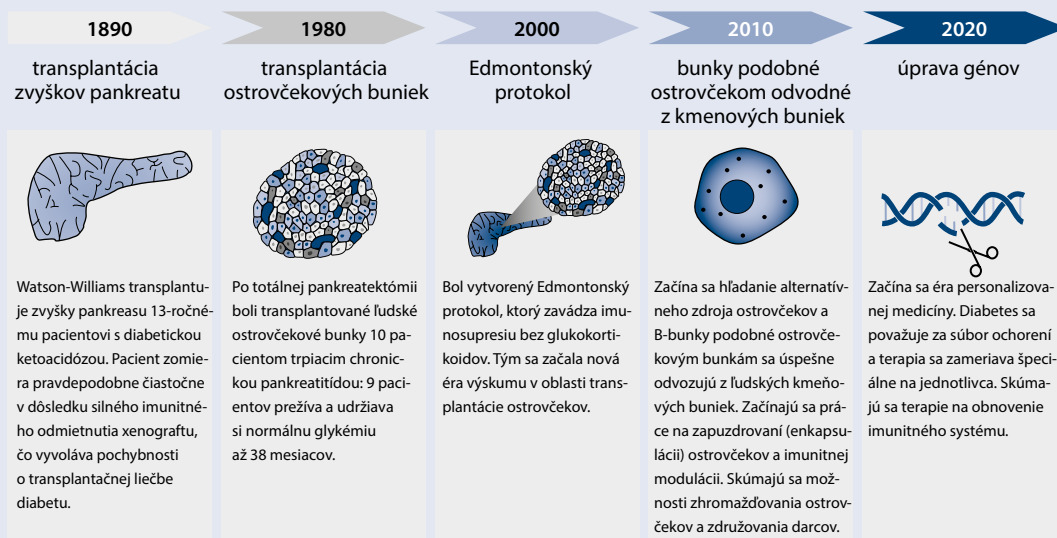 1890
transplantácia
zvyškov pankreatu
Watson-Williams transplantu-
je zvyšky pankreasu 13-ročné-
mu pacientovi s diabetickou
ketoacidózou. Pacient zomie-
ra pravdepodobne čiastočne
v dôsledku silného imunitné-
ho odmietnutia xenograftu,
čo vyvoláva pochybnosti
o transplantačnej liečbe
diabetu.
1980
transplantácia
ostrovčekových buniek
Po totálnej pankreatektómii
boli transplantované ľudské
ostrovčekové bunky 10 pa-
cientom trpiacim chronic-
kou pankreatitídou: 9 paci-
entov prežíva a udržiava
si normálnu glykémiu
až 38 mesiacov.
2000
Edmontonský
protokol
Bol vytvorený Edmontonský
protokol, ktorý zavádza imu-
nosupresiu bez glukokorti-
koidov. Tým sa začala nová
éra výskumu v oblasti trans-
plantácie ostrovčekov.
2010
bunky podobné
ostrovčekom odvodné
z kmenových buniek
Začína sa hľadanie alternatív-
neho zdroja ostrovčekov a
B-bunky podobné ostrovče-
kovým bunkám sa úspešne
odvozujú z ľudských kmeňo-
vých buniek. Začínajú sa prá-
ce na zapuzdrovaní (enkapsu-
lácii) ostrovčekov a imunitnej
modulácii. Skúmajú sa mož-
nosti zhromažďovania ostrov-
čekov a združovania darcov.
2020
úprava génov
Začína sa éra personalizova-
nej medicíny. Diabetes sa
považuje za súbor ochorení
a terapia sa zameriava špeci-
álne na jednotlivca. Skúma-
jú sa terapie na obnovenie
imunitného systému.